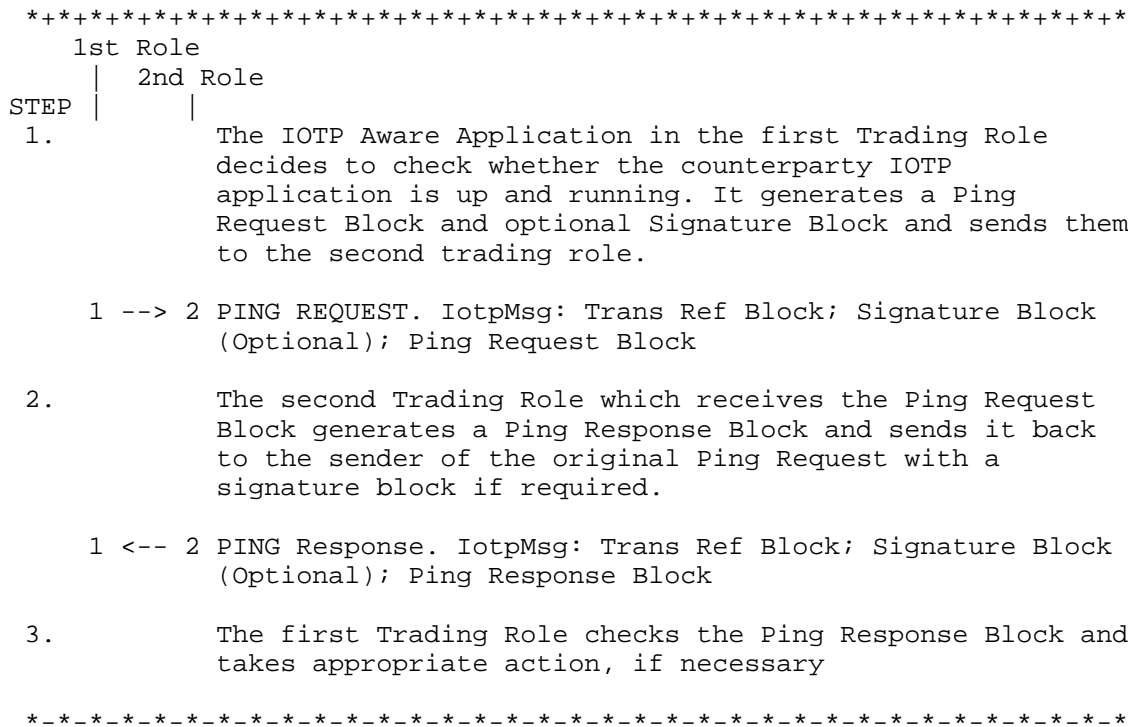 *+*+*+*+*+*+*+*+*+*+*+*+*+*+*+*+*+*+*+*+*+*+*+*+*+*+*+*+*+*+*+*+*+*+*
1st Role
| 2nd Role
STEP | |
1. The IOTP Aware Application in the first Trading Role
decides to check whether the counterparty IOTP
application is up and running. It generates a Ping
Request Block and optional Signature Block and sends them
to the second trading role.
1 --> 2 PING REQUEST. IotpMsg: Trans Ref Block; Signature Block
(Optional); Ping Request Block
2. The second Trading Role which receives the Ping Request
Block generates a Ping Response Block and sends it back
to the sender of the original Ping Request with a
signature block if required.
1 <-- 2 PING Response. IotpMsg: Trans Ref Block; Signature Block
(Optional); Ping Response Block
3. The first Trading Role checks the Ping Response Block and
takes appropriate action, if necessary
*-*-*-*-*-*-*-*-*-*-*-*-*-*-*-*-*-*-*-*-*-*-*-*-*-*-*-*-*-*-*-*-*-*-*